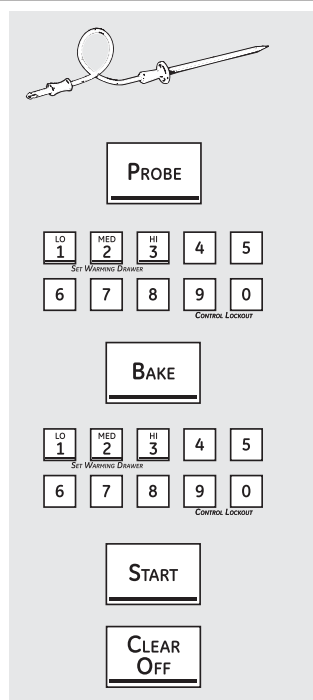 PROBE
LO MED HI
1 2 3 4 5
SET WARMING DRAWER
6 7 8 9 0
CONTROL LOCKOUT
BAKE
LO MED HI
1 2 3 4 5
SET WARMING DRAWER
6 7 8 9 0
CONTROL LOCKOUT
START
CLEAR
OFF